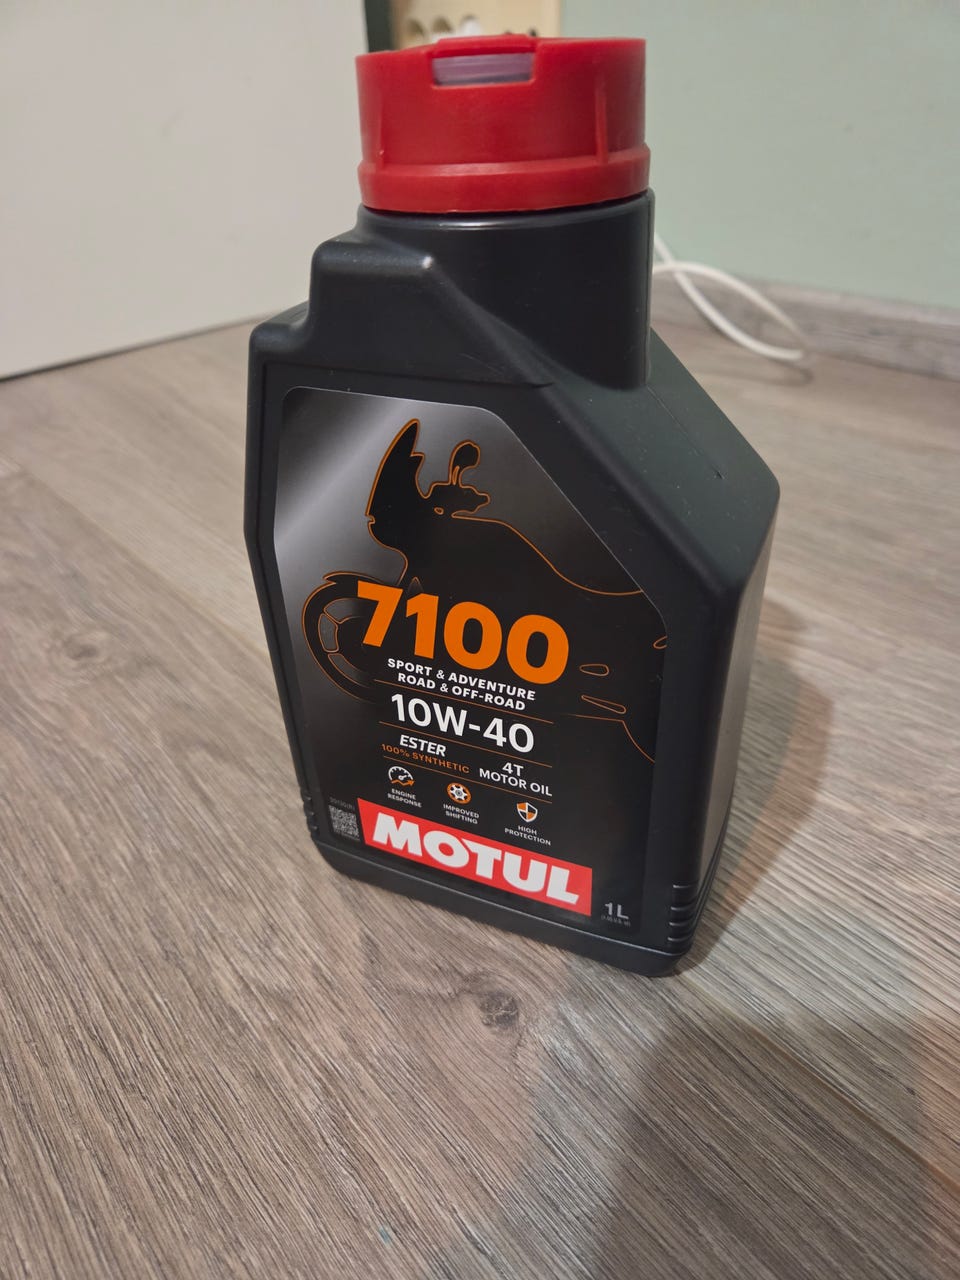 7100
SPORT & ADVENTURE
ROAD & OFF-ROAD
10W-40
ESTER
100% SYNTHETIC
4T
MOTOR OIL
ENGINE
RESPONSE
IMPROVED
SHIFTING
HIGH
PROTECTION
MOTUL
1L